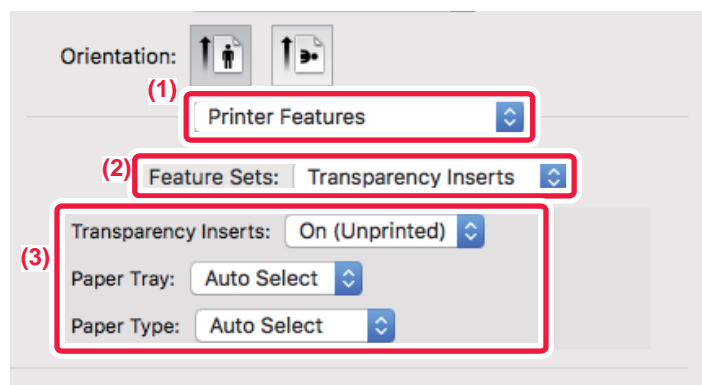 Orientation:
(1)
Printer Features
(2)
Feature Sets: Transparency Inserts
(3)
Transparency Inserts: On (Unprinted)
Paper Tray: Auto Select
Paper Type: Auto Select